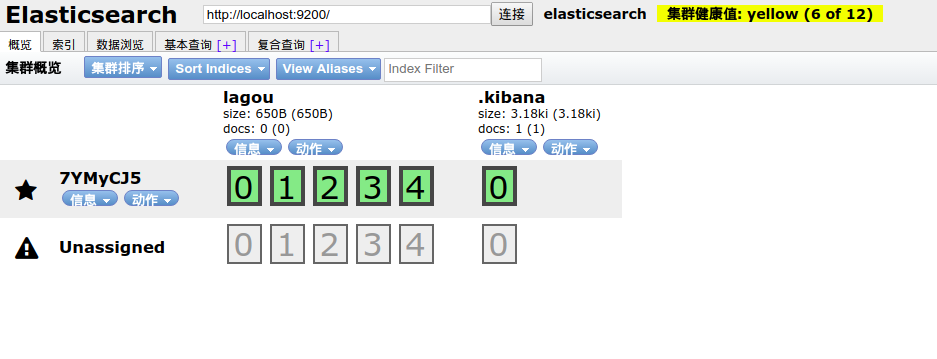 Elasticsearch http://localhost:9200/ 连接 elasticsearch 集群健康值: yellow (6 of 12)
概览 索引 数据浏览 基本查询 [+] 复合查询 [+]
集群概览 集群排序 Sort Indices View Aliases Index Filter
lagou .kibana
size: 650B (650B) size: 3.18ki (3.18ki)
docs: 0 (0) docs: 1 (1)
信息 动作 信息 动作
7YMyCJ5 0 1 2 3 4 0
信息 动作
Unassigned 0 1 2 3 4 0